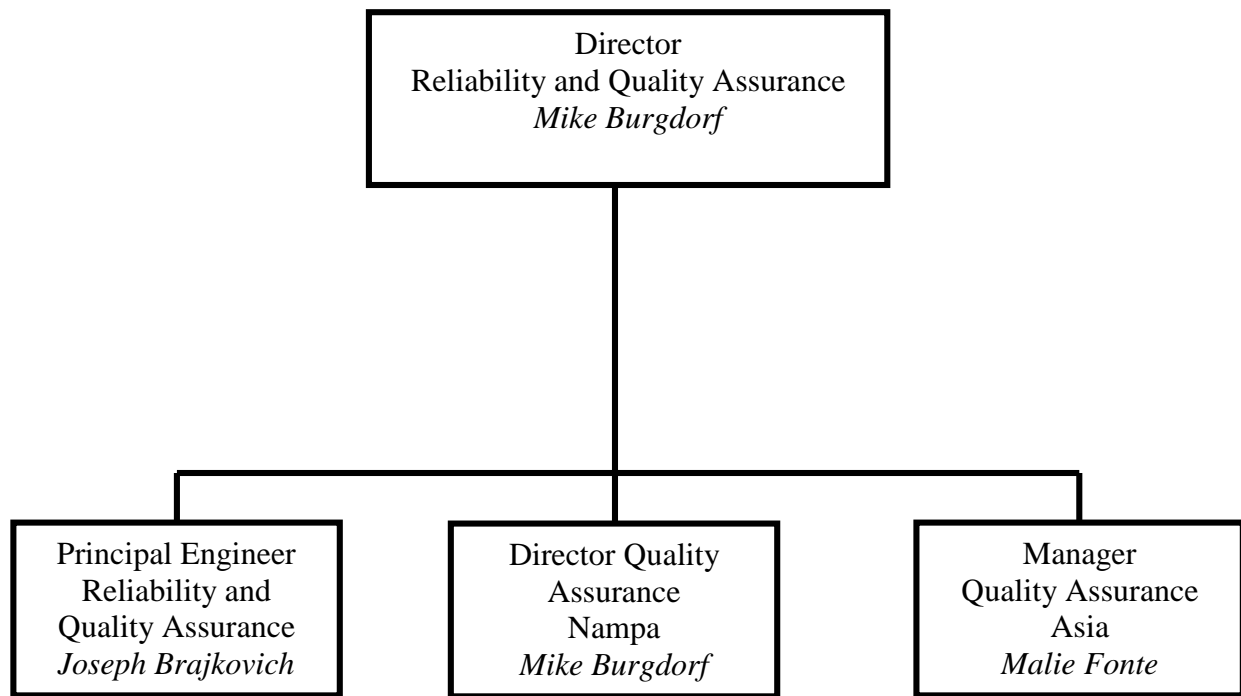 Director
Reliability and Quality Assurance
Mike Burgdorf
Principal Engineer
Reliability and
Quality Assurance
Joseph Brajkovich
Director Quality
Assurance
Nampa
Mike Burgdorf
Manager
Quality Assurance
Asia
Malie Fonte